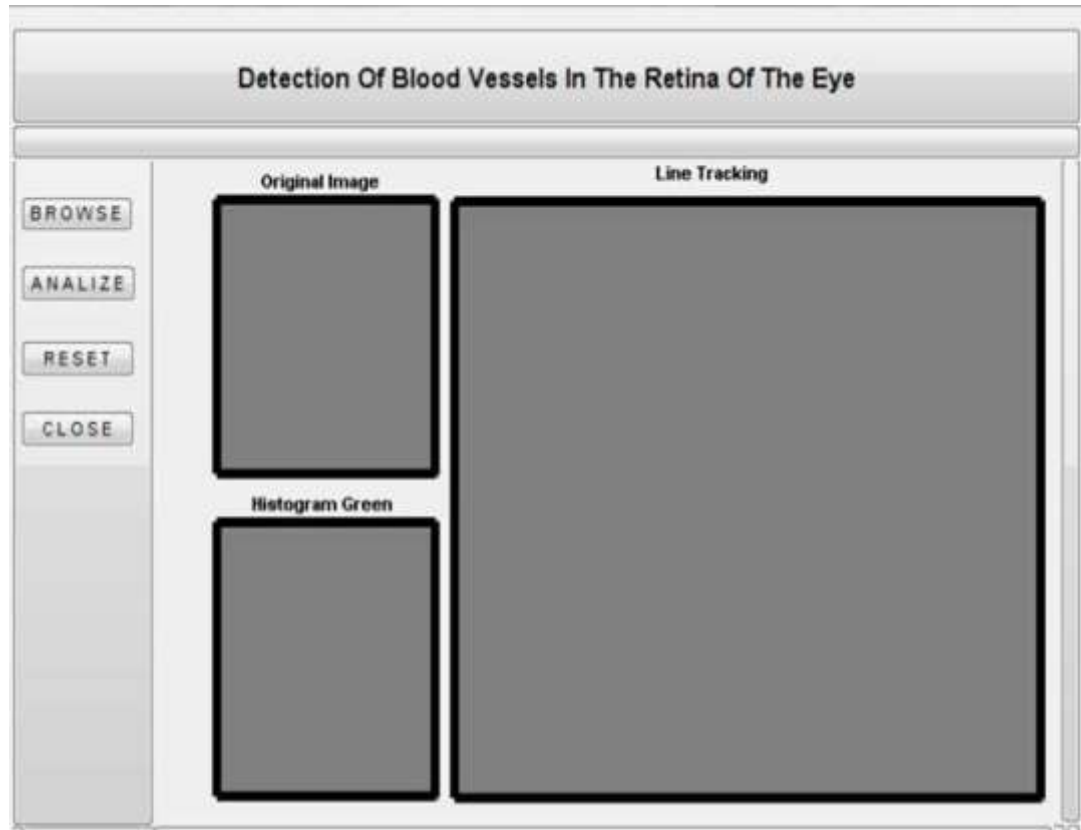 Detection Of Blood Vessels In The Retina Of The Eye
BROWSE
ANALIZE
RESET
CLOSE
Original Image
Line Tracking
Histogram Green